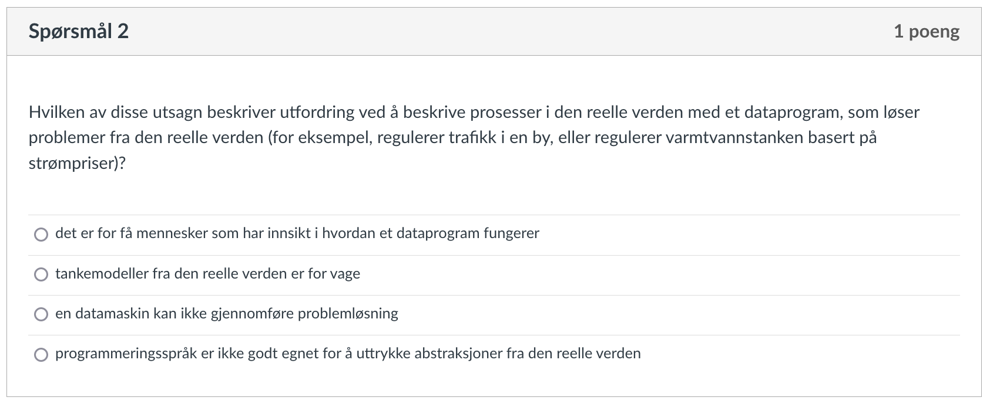 Spørsmål 2
1 poeng
Hvilken av disse utsagn beskriver utfordring ved å beskrive prosesser i den reelle verden med et dataprogram, som løser
problemer fra den reelle verden (for eksempel, regulerer trafikk i en by, eller regulerer varmtvannstanken basert på
strømpriser)?
det er for få mennesker som har innsikt i hvordan et dataprogram fungerer
tankemodeller fra den reelle verden er for vage
en datamaskin kan ikke gjennomføre problemløsning
programmeringsspråk er ikke godt egnet for å uttrykke abstraksjoner fra den reelle verden